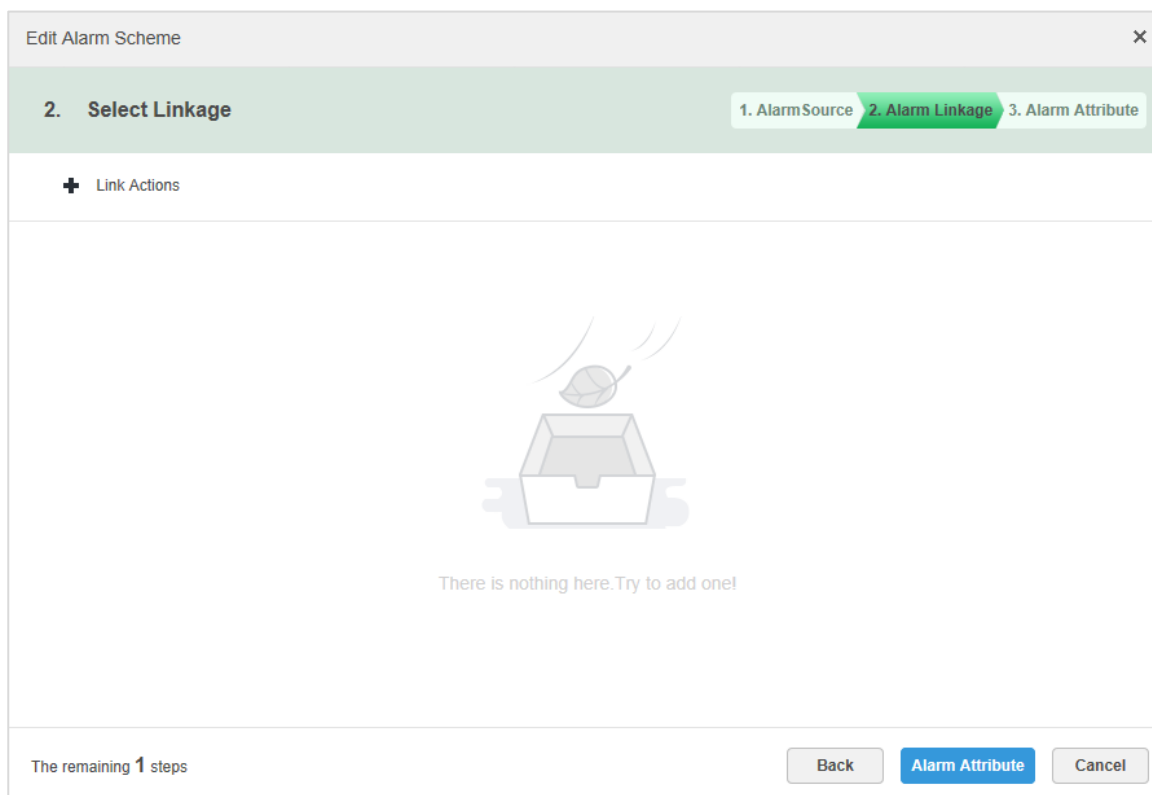 Edit Alarm Scheme ×
2. Select Linkage
1. AlarmSource 2. Alarm Linkage 3. Alarm Attribute
Link Actions
There is nothing here.Try to add one!
The remaining 1 steps
Back Alarm Attribute Cancel